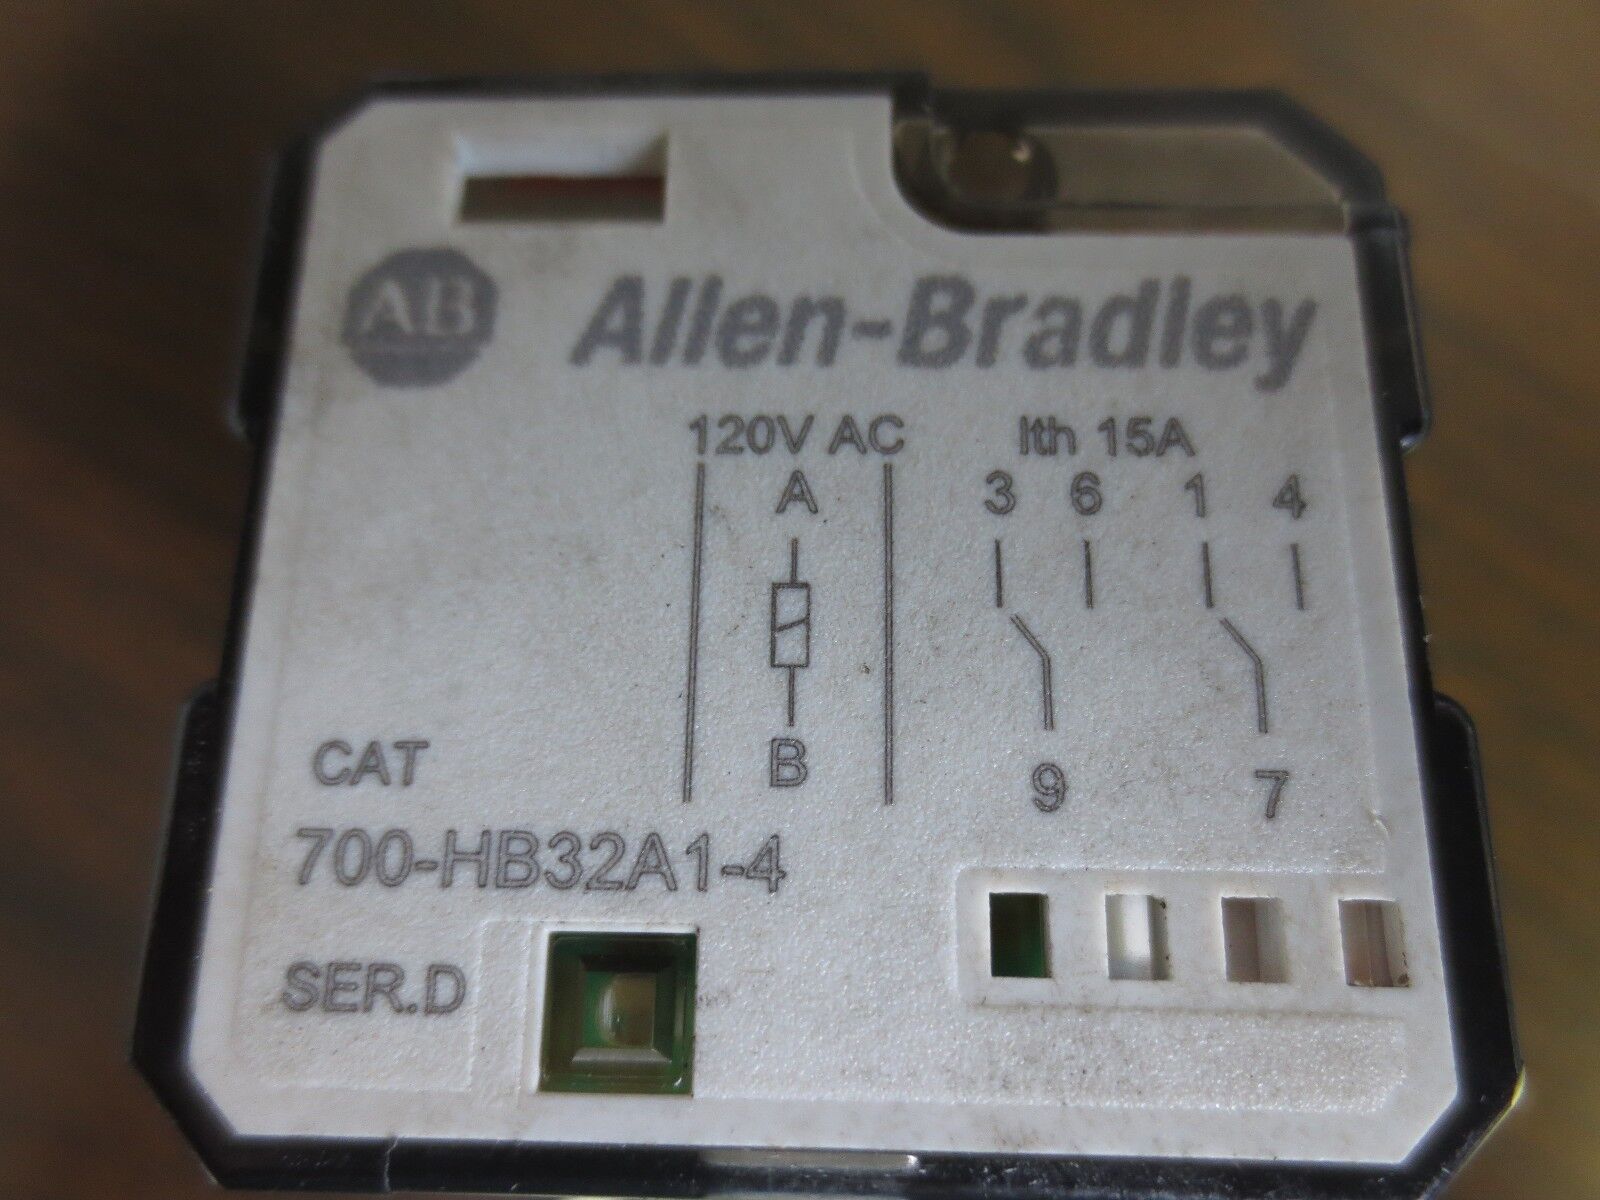 AB Allen-Bradley
120V AC Ith 15A
A 3 6 1 4
B 9 7
CAT
700-HB32A1-4
SER.D